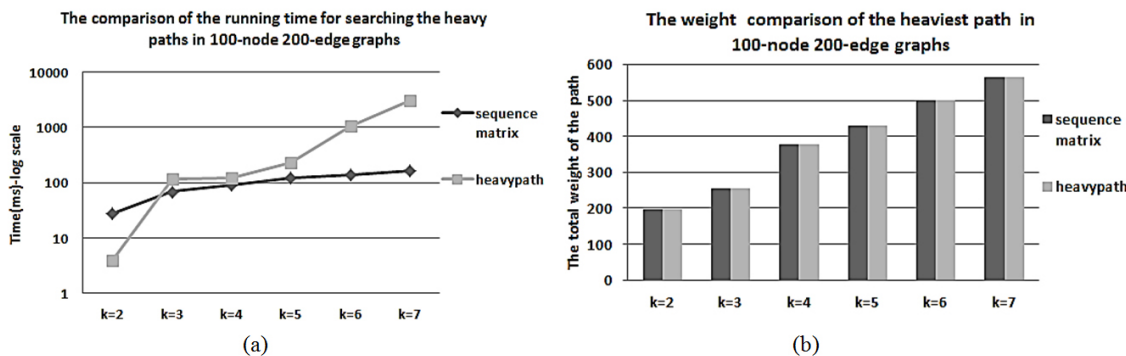 The comparison of the running time for searching the heavy
paths in 100-node 200-edge graphs
10000
1000
100
10
1
Time(ms)-log scale
k=2 k=3 k=4 k=5 k=6 k=7
sequence
matrix
heavypath
(a)
The weight comparison of the heaviest path in
100-node 200-edge graphs
600
500
400
300
200
100
0
The total weight of the path
k=2 k=3 k=4 k=5 k=6 k=7
sequence
matrix
heavypath
(b)